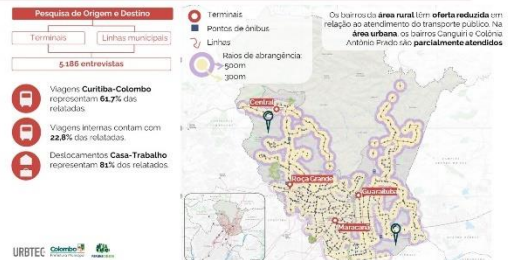 Pesquisa de Origem e Destino
Terminais
Linhas municipais
5.186 entrevistas
Viagens Curitiba-Colombo
representam 61,7% das
relatadas.
Viagens internas contam com
22,8% das relatadas.
Deslocamentos Casa-Trabalho
representam 81% dos relatados.
URBTEC
Colombo
Terminais
Pontos de ônibus
Linhas
Raios de abrangência:
500m
300m
Os bairros da área rural têm oferta reduzida em
relação ao atendimento do transporte público. Na
área urbana, os bairros Canguiri e Colônia
Antônio Prado são parcialmente atendidos
Central
Roça Grande
Guaraituba
Maracanã